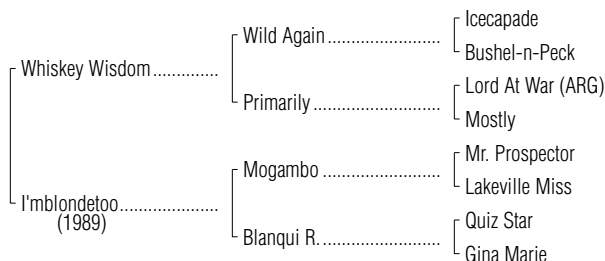 Icecapade
Wild Again
Bushel-n-Peck
Whiskey Wisdom
Lord At War (ARG)
Primarily
Mostly
Mr. Prospector
Mogambo
Lakeville Miss
I'mblondetoo
(1989)
Quiz Star
Blanqui R.
Gina Marie